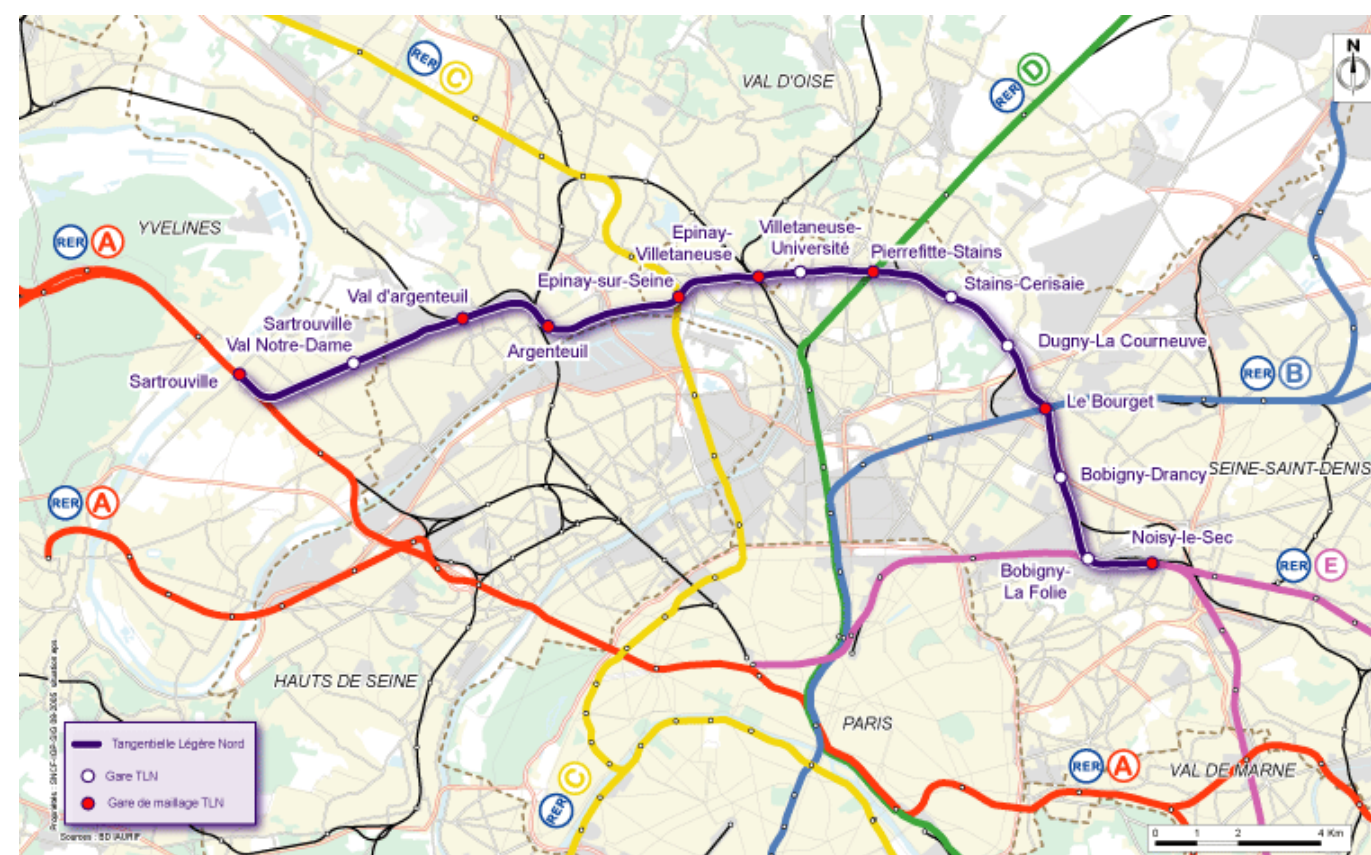 RER C
VAL D'OISE
RER D
N
YVELINES
RER A
Epinay-
Villetaneuse
Villetaneuse-
Université
Pierrefitte-Stains
Epinay-sur-Seine
Stains-Cerisaie
Val d'argenteuil
Sartrouville
Val Notre-Dame
Argenteuil
Dugny-La Courneuve
Sartrouville
RER B
Le Bourget
Bobigny-Drancy
SEINE-SAINT-DENIS
RER A
Noisy-le-Sec
Bobigny-
La Folie
RER E
HAUTS DE SEINE
PARIS
RER C
RER A
VAL DE MARNE
Tangentielle Légère Nord
Gare TLN
Gare de maillage TLN
0 1 2 4 Km
Sources : BD IAURIF